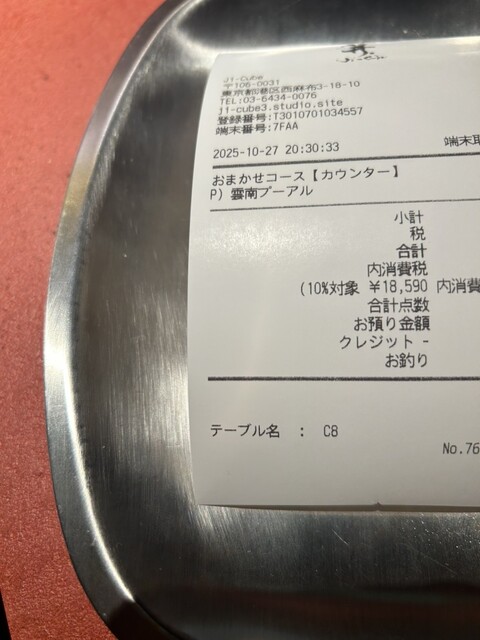 J1-Cube
〒106-0031
東京都港区西麻布3-18-10
TEL:03-6434-0076
j1-cube3.studio.site
登録番号:T3010701034557
端末番号:7FAA
2025-10-27 20:30:33 端末取
おまかせコース【カウンター】
P) 雲南プーアル
小計
税
合計
内消費税
(10%対象 ¥18,590 内消費
合計点数
お預り金額
クレジット -
お釣り
テーブル名 : C8
No.76